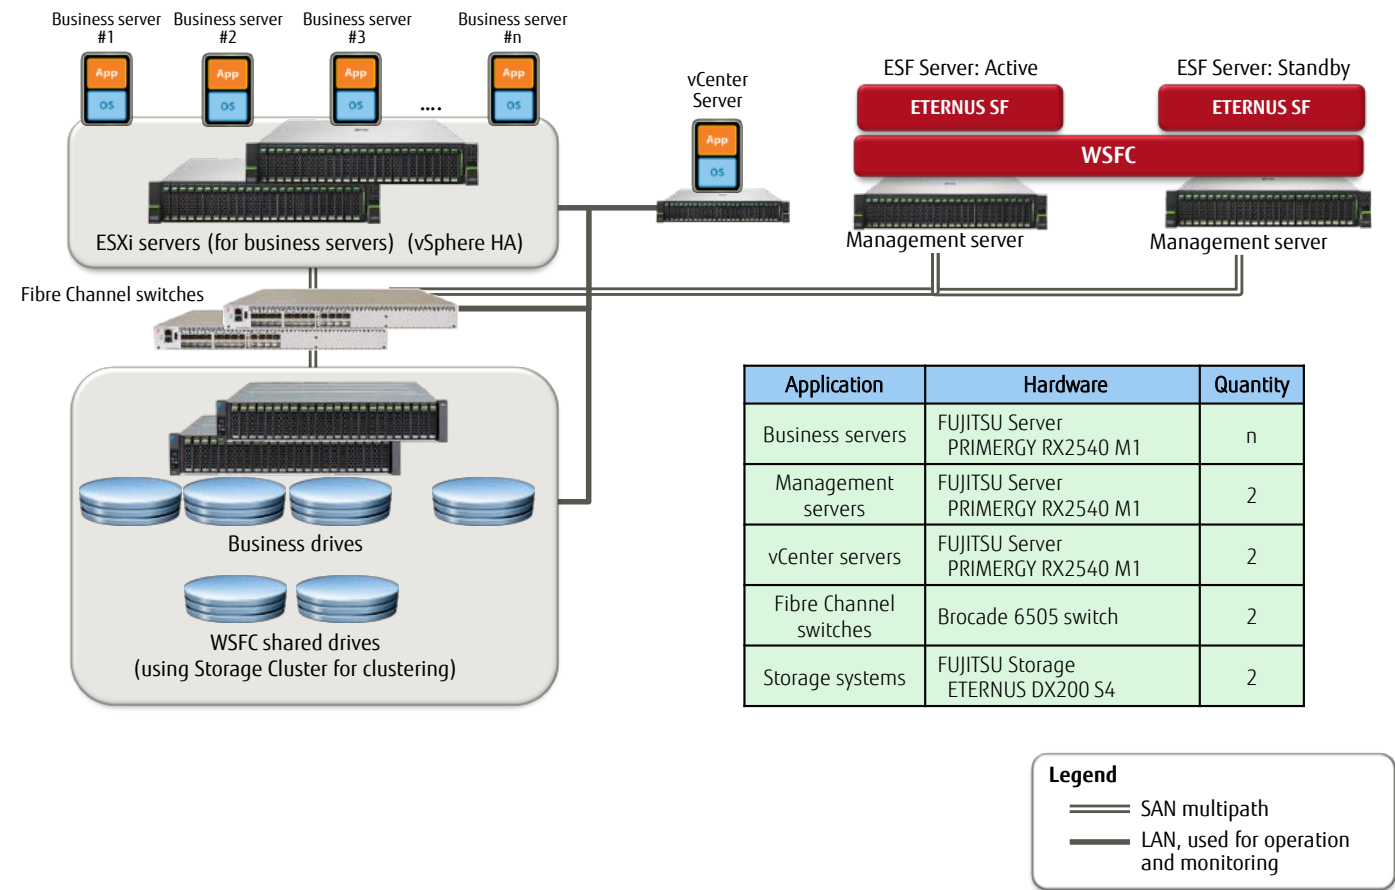 Business server
#1
Business server
#2
Business server
#3
Business server
#n
App
OS
App
OS
App
OS
....
App
OS
ESXi servers (for business servers) (vSphere HA)
vCenter
Server
App
OS
ESF Server: Active
ESF Server: Standby
ETERNUS SF
ETERNUS SF
WSFC
Management server
Management server
Fibre Channel switches
Business drives
WSFC shared drives
(using Storage Cluster for clustering)
Application Hardware Quantity
Business servers FUJITSU Server
PRIMERGY RX2540 M1 n
Management
servers FUJITSU Server
PRIMERGY RX2540 M1 2
vCenter servers FUJITSU Server
PRIMERGY RX2540 M1 2
Fibre Channel
switches Brocade 6505 switch 2
Storage systems FUJITSU Storage
ETERNUS DX200 S4 2
Legend
SAN multipath
LAN, used for operation
and monitoring